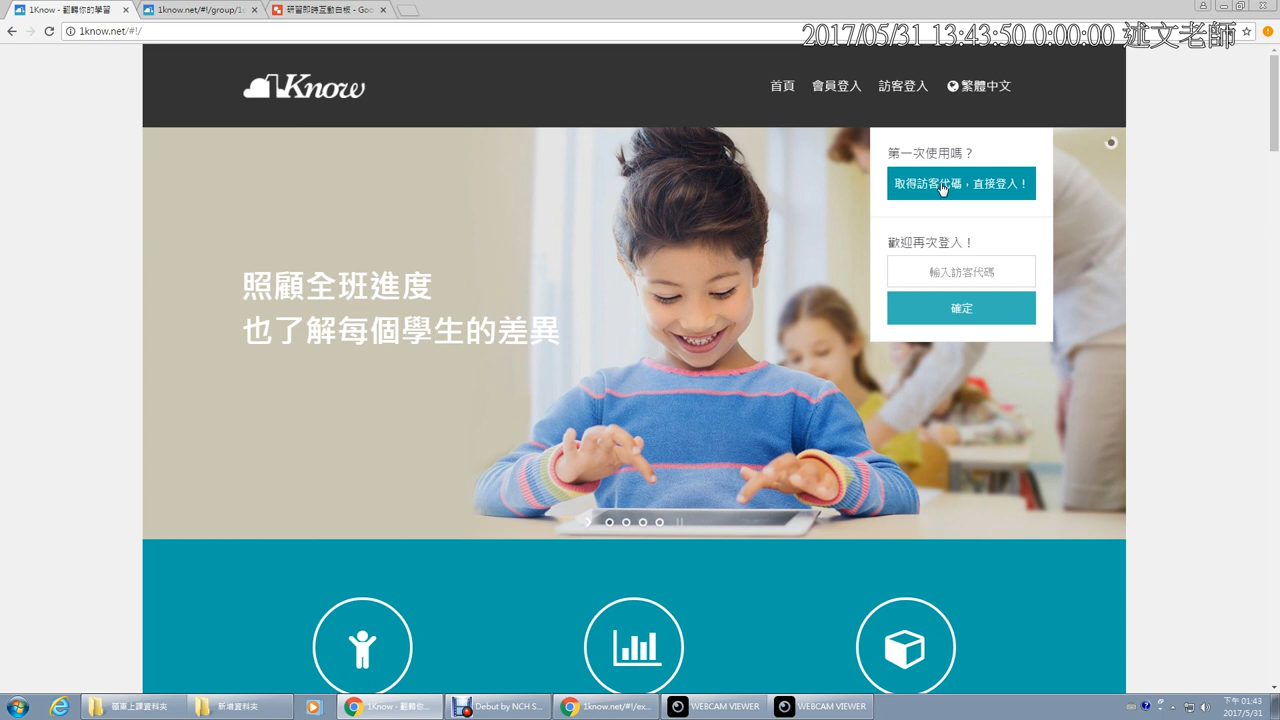 1Know - 翻轉你的學習
1know.net/#!/group/1c
研習即時互動白板 - Goo
1know.net/#!/
2017/05/31 13:43:50 0:00:00 述文老師
1Know
首頁 會員登入 訪客登入 繁體中文
第一次使用嗎？
取得訪客代碼，直接登入！
歡迎再次登入！
輸入訪客代碼
確定
照顧全班進度
也了解每個學生的差異
嶺東上課資料夾
新增資料夾
1Know - 翻轉你...
Debut by NCH S...
1know.net/#!/ex...
WEBCAM VIEWER
WEBCAM VIEWER
下午 01:43
2017/5/31